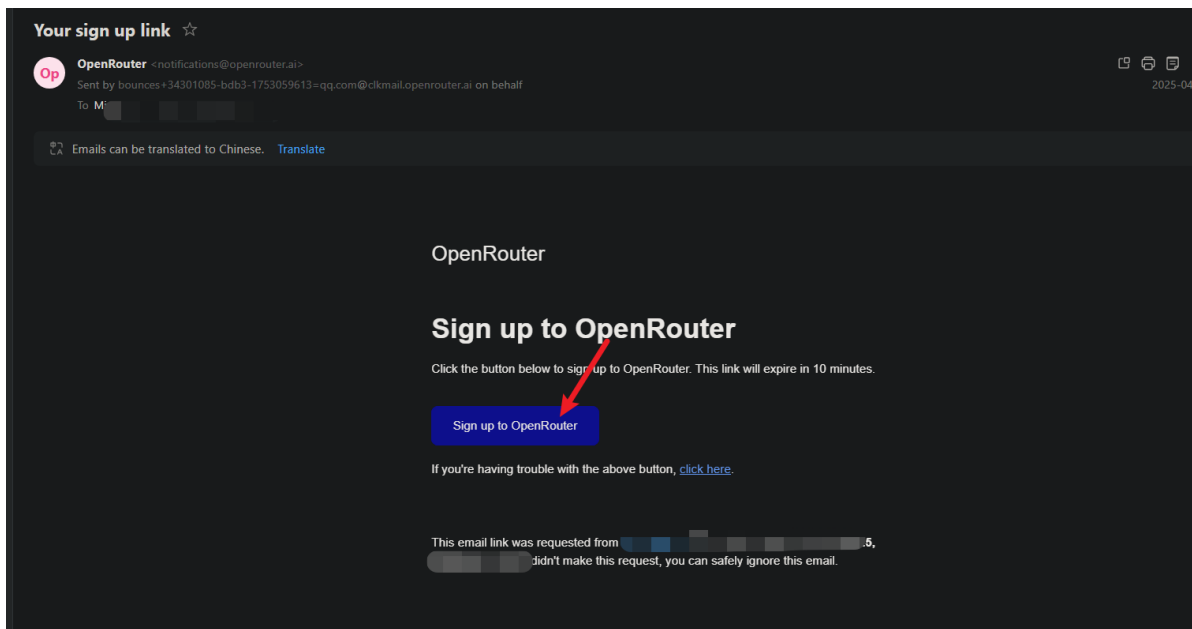 Your sign up link
Op
OpenRouter <notifications@openrouter.ai>
Sent by bounces+34301085-bdb3-1753059613=qq.com@clkmail.openrouter.ai on behalf
2025-04
To M
Emails can be translated to Chinese. Translate
OpenRouter
Sign up to OpenRouter
Click the button below to sign up to OpenRouter. This link will expire in 10 minutes.
Sign up to OpenRouter
If you're having trouble with the above button, click here.
This email link was requested from .5,
didn't make this request, you can safely ignore this email.